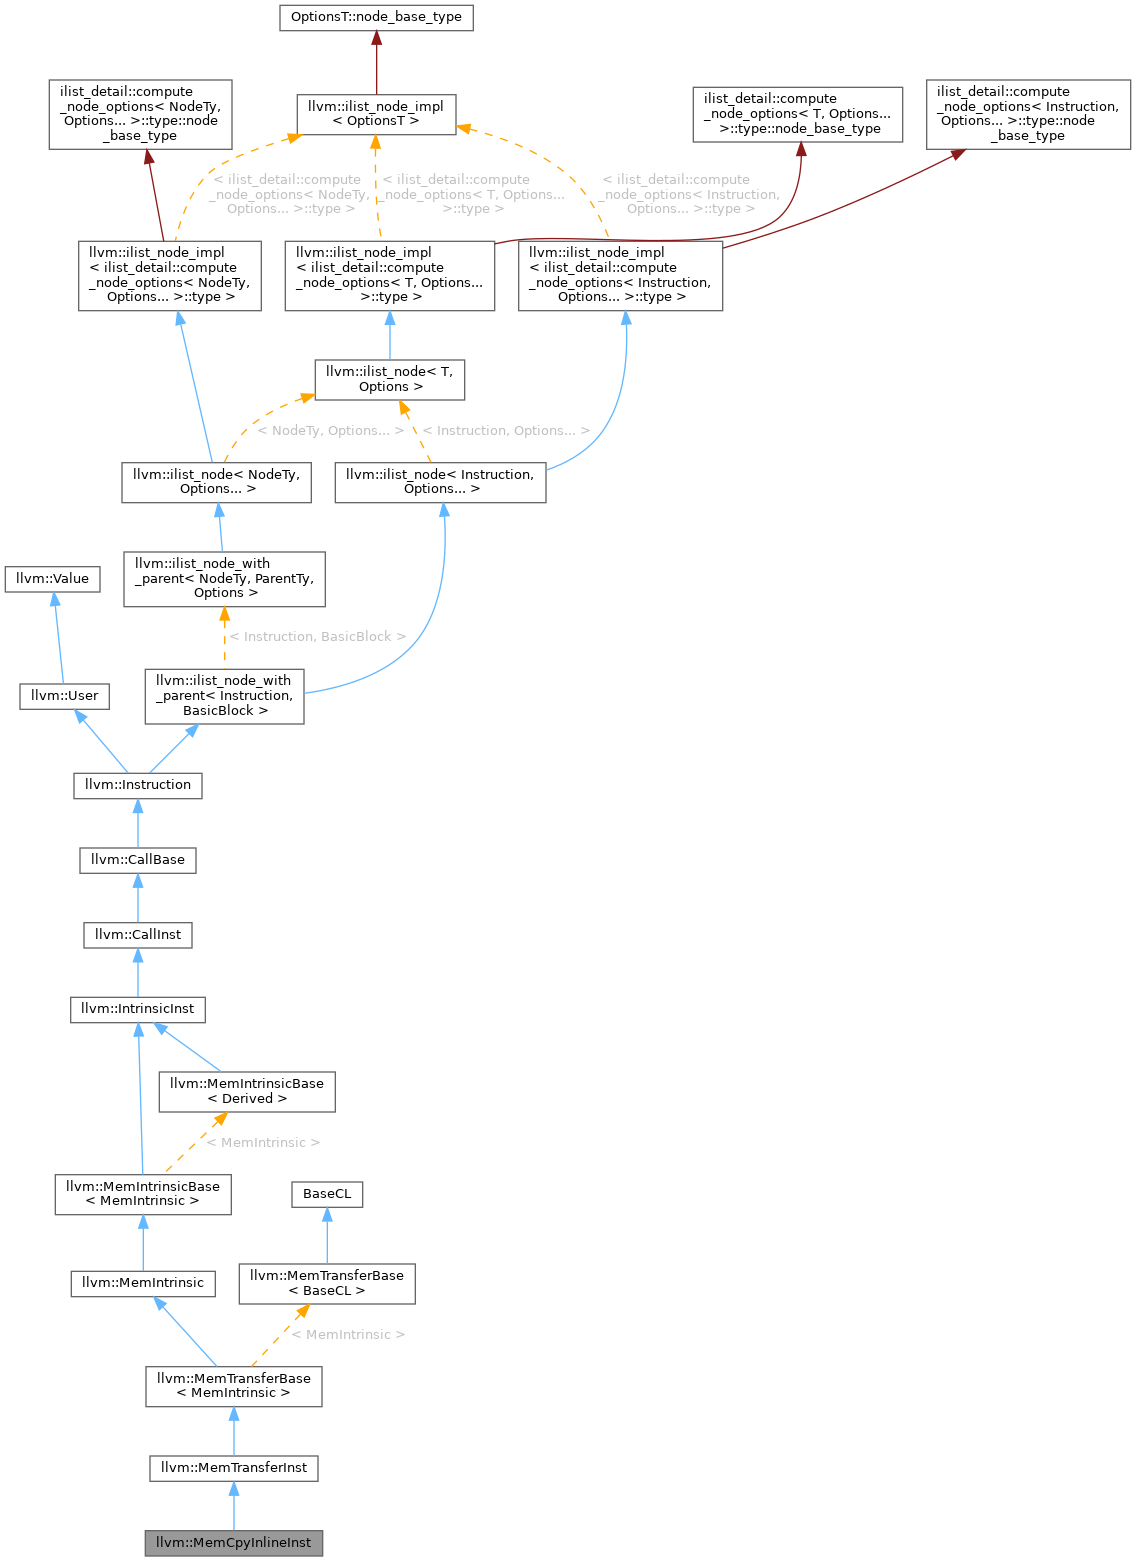 OptionsT::node_base_type
ilist_detail::compute
_node_options< NodeTy,
Options... >::type::node
_base_type
llvm::ilist_node_impl
< OptionsT >
ilist_detail::compute
_node_options< T, Options...
>::type::node_base_type
ilist_detail::compute
_node_options< Instruction,
Options... >::type::node
_base_type
< ilist_detail::compute
_node_options< NodeTy,
Options... >::type >
< ilist_detail::compute
_node_options< T, Options...
>::type >
< ilist_detail::compute
_node_options< Instruction,
Options... >::type >
llvm::ilist_node_impl
< ilist_detail::compute
_node_options< NodeTy,
Options... >::type >
llvm::ilist_node_impl
< ilist_detail::compute
_node_options< T, Options...
>::type >
llvm::ilist_node_impl
< ilist_detail::compute
_node_options< Instruction,
Options... >::type >
llvm::ilist_node< T,
Options >
< NodeTy, Options... >
< Instruction, Options... >
llvm::ilist_node< NodeTy,
Options... >
llvm::ilist_node< Instruction,
Options... >
llvm::ilist_node_with
_parent< NodeTy, ParentTy,
Options >
llvm::Value
< Instruction, BasicBlock >
llvm::User
llvm::ilist_node_with
_parent< Instruction,
BasicBlock >
llvm::Instruction
llvm::CallBase
llvm::CallInst
llvm::IntrinsicInst
llvm::MemIntrinsicBase
< Derived >
< MemIntrinsic >
llvm::MemIntrinsicBase
< MemIntrinsic >
BaseCL
llvm::MemIntrinsic
llvm::MemTransferBase
< BaseCL >
< MemIntrinsic >
llvm::MemTransferBase
< MemIntrinsic >
llvm::MemTransferInst
llvm::MemCpyInlineInst